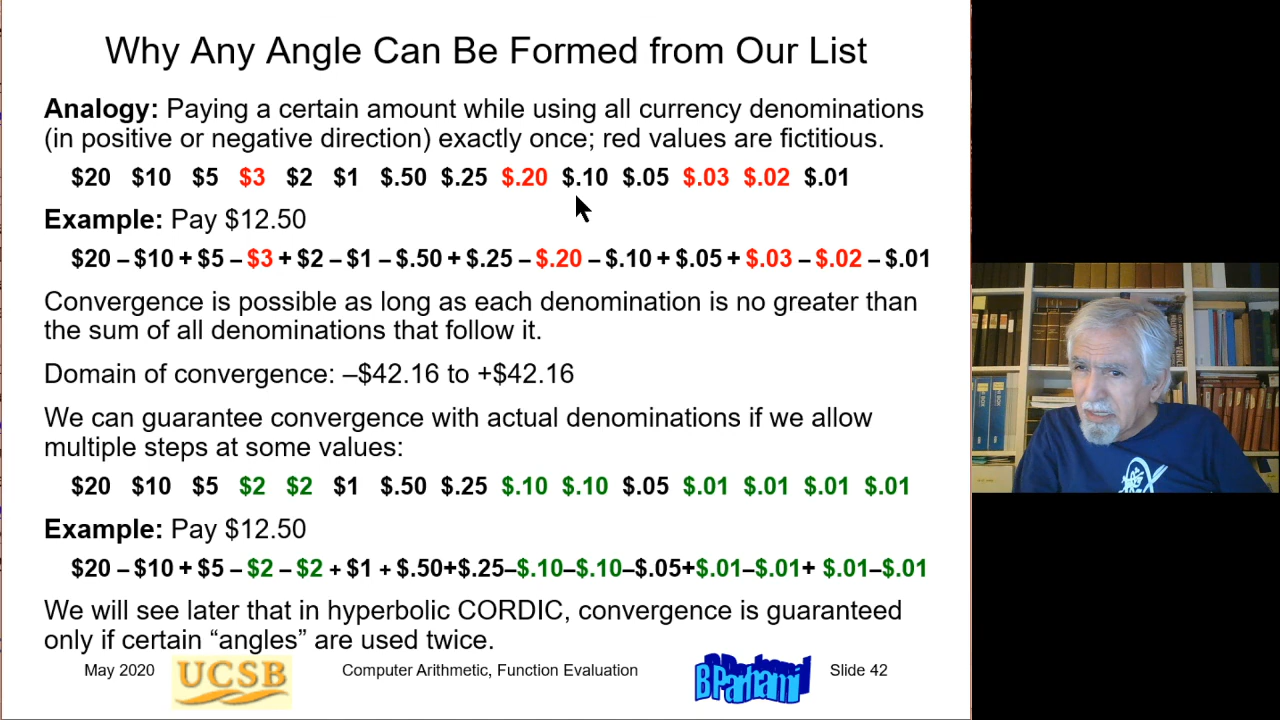 Why Any Angle Can Be Formed from Our List
Analogy: Paying a certain amount while using all currency denominations
(in positive or negative direction) exactly once; red values are fictitious.
$20 $10 $5 $3 $2 $1 $.50 $.25 $.20 $.10 $.05 $.03 $.02 $.01
Example: Pay $12.50
$20 – $10 + $5 – $3 + $2 – $1 – $.50 + $.25 – $.20 – $.10 + $.05 + $.03 – $.02 – $.01
Convergence is possible as long as each denomination is no greater than
the sum of all denominations that follow it.
Domain of convergence: –$42.16 to +$42.16
We can guarantee convergence with actual denominations if we allow
multiple steps at some values:
$20 $10 $5 $2 $2 $1 $.50 $.25 $.10 $.10 $.05 $.01 $.01 $.01 $.01
Example: Pay $12.50
$20 – $10 + $5 – $2 – $2 + $1 + $.50+$.25–$.10–$.10–$.05+$.01–$.01+ $.01–$.01
We will see later that in hyperbolic CORDIC, convergence is guaranteed
only if certain “angles” are used twice.
May 2020 UCSB Computer Arithmetic, Function Evaluation B Parhami Slide 42